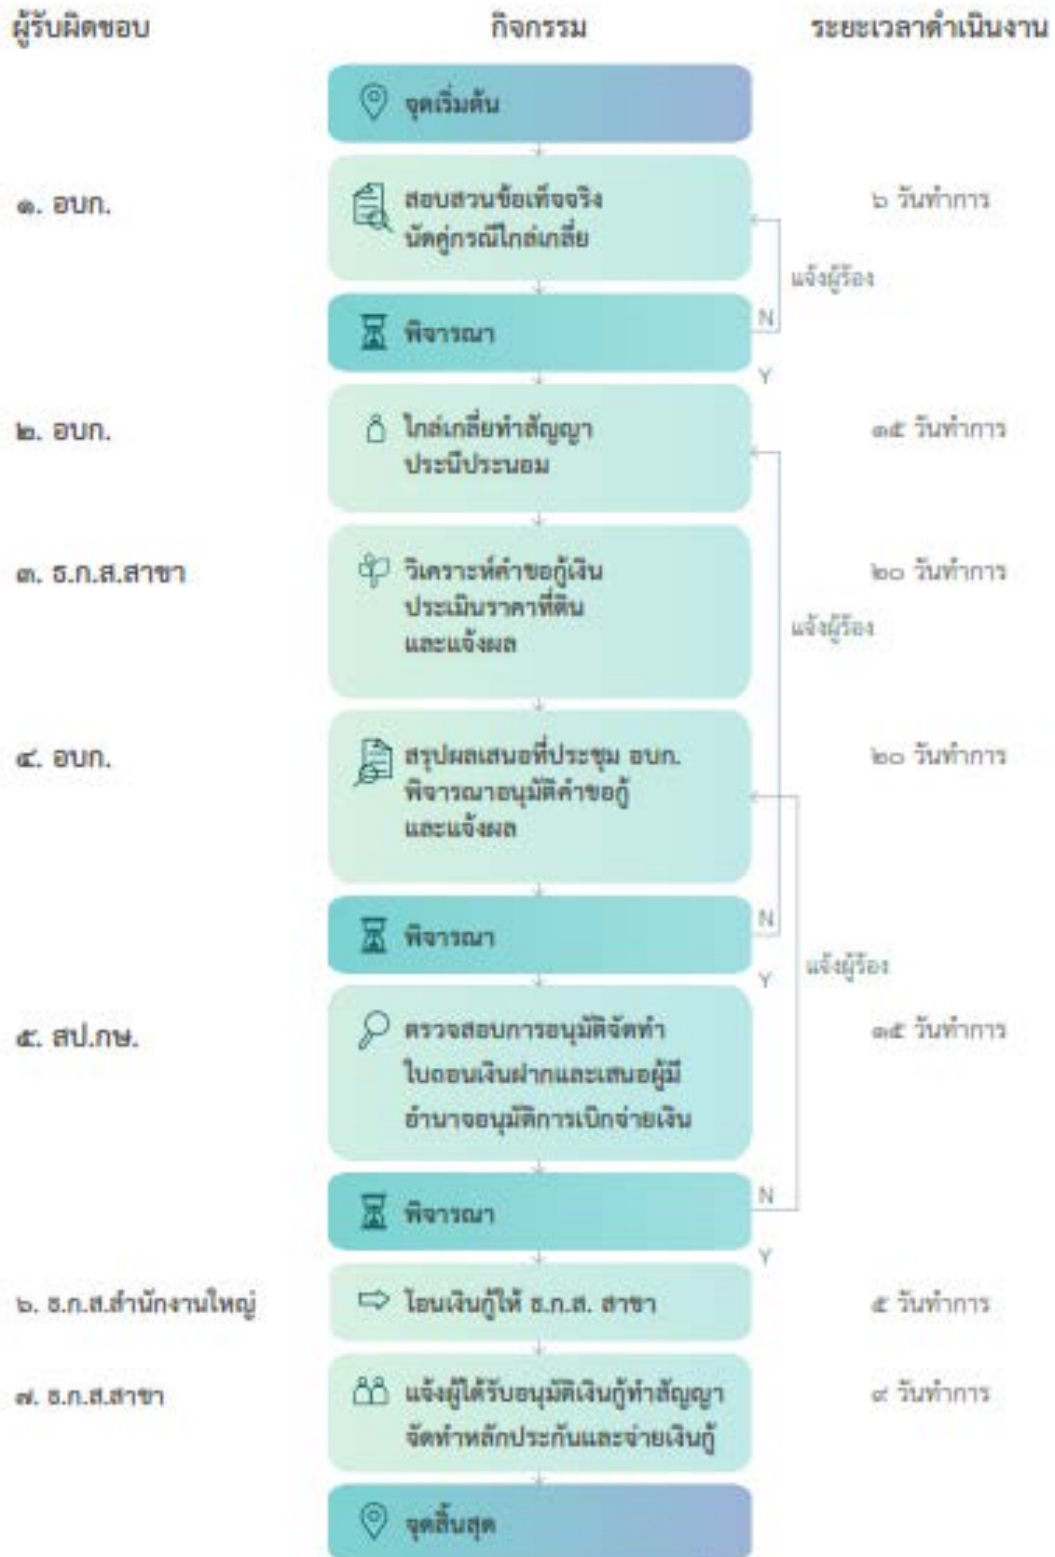 ผู้รับผิดชอบ กิจกรรม ระยะเวลาดำเนินงาน
จุดเริ่มต้น
๑. อบก. สอบสวนข้อเท็จจริง ๖ วันทำการ
นัดคู่กรณีไกล่เกลี่ย
แจ้งผู้ร้อง
พิจารณา N
Y
๒. อบก. ไกล่เกลี่ยทำสัญญา ๑๕ วันทำการ
ประนีประนอม
๓. ธ.ก.ส.สาขา วิเคราะห์คำขอกู้เงิน ๒๐ วันทำการ
ประเมินราคาที่ดิน
แจ้งผู้ร้อง
และแจ้งผล
๔. อบก. สรุปผลเสนอที่ประชุม อบก. ๒๐ วันทำการ
พิจารณาอนุมัติคำขอกู้
และแจ้งผล
พิจารณา N
แจ้งผู้ร้อง
Y
๕. สป.กษ. ตรวจสอบการอนุมัติจัดทำ ๑๕ วันทำการ
ใบถอนเงินฝากและเสนอผู้มี
อำนาจอนุมัติการเบิกจ่ายเงิน
พิจารณา N
Y
๖. ธ.ก.ส.สำนักงานใหญ่ โอนเงินกู้ให้ ธ.ก.ส. สาขา ๕ วันทำการ
๗. ธ.ก.ส.สาขา แจ้งผู้ได้รับอนุมัติเงินกู้ทำสัญญา ๙ วันทำการ
จัดทำหลักประกันและจ่ายเงินกู้
จุดสิ้นสุด